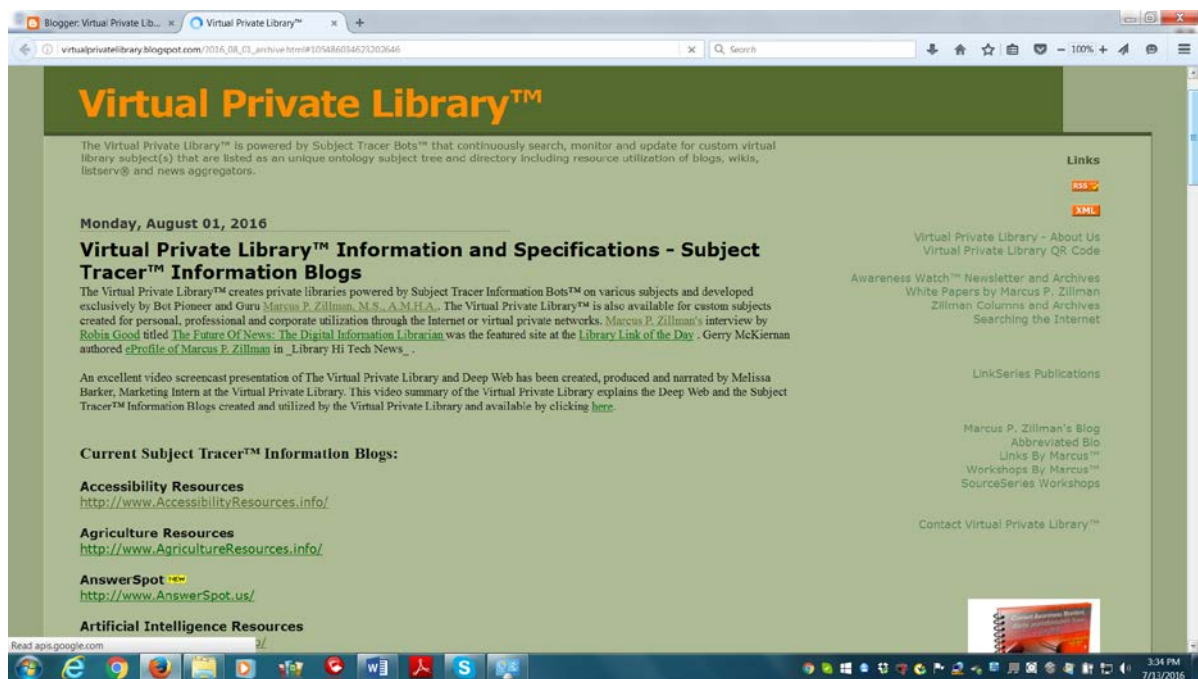 Blogger: Virtual Private Lib...
Virtual Private Library™
virtualprivatelibrary.blogspot.com/2016_08_01_archive.html#105486034623202646
Search
100%
Virtual Private Library™
The Virtual Private Library™ is powered by Subject Tracer Bots™ that continuously search, monitor and update for custom virtual
library subject(s) that are listed as an unique ontology subject tree and directory including resource utilization of blogs, wikis,
listserv® and news aggregators.
Monday, August 01, 2016
Virtual Private Library™ Information and Specifications - Subject
Tracer™ Information Blogs
The Virtual Private Library™ creates private libraries powered by Subject Tracer Information Bots™ on various subjects and developed
exclusively by Bot Pioneer and Guru Marcus P. Zillman, M.S., A.M.H.A.. The Virtual Private Library™ is also available for custom subjects
created for personal, professional and corporate utilization through the Internet or virtual private networks. Marcus P. Zillman's interview by
Robin Good titled The Future Of News: The Digital Information Librarian was the featured site at the Library Link of the Day . Gerry McKiernan
authored eProfile of Marcus P. Zillman in _Library Hi Tech News_ .
An excellent video screencast presentation of The Virtual Private Library and Deep Web has been created, produced and narrated by Melissa
Barker, Marketing Intern at the Virtual Private Library. This video summary of the Virtual Private Library explains the Deep Web and the Subject
Tracer™ Information Blogs created and utilized by the Virtual Private Library and available by clicking here.
Current Subject Tracer™ Information Blogs:
Accessibility Resources
http://www.AccessibilityResources.info/
Agriculture Resources
http://www.AgricultureResources.info/
AnswerSpot NEW
http://www.AnswerSpot.us/
Artificial Intelligence Resources
Links
RSS
XML
Virtual Private Library - About Us
Virtual Private Library QR Code
Awareness Watch™ Newsletter and Archives
White Papers by Marcus P. Zillman
Zillman Columns and Archives
Searching the Internet
LinkSeries Publications
Marcus P. Zillman's Blog
Abbreviated Bio
Links By Marcus™
Workshops By Marcus™
SourceSeries Workshops
Contact Virtual Private Library™
Read apis.google.com
3:34 PM
7/13/2016